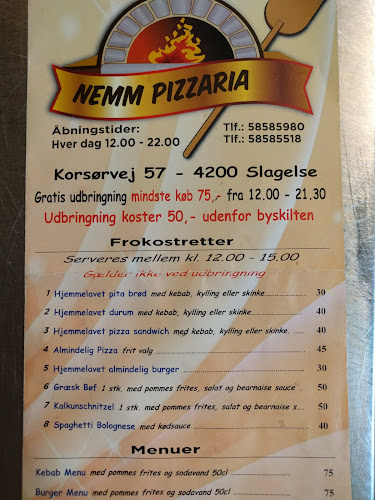 NEMM PIZZARIA
Åbningstider: Tlf.: 58585980
Hver dag 12.00 - 22.00 Tlf.: 58585518
Korsørvej 57 - 4200 Slagelse
Gratis udbringning mindste køb 75,- fra 12.00 - 21.30
Udbringning koster 50,- udenfor byskilten
Frokostretter
Serveres mellem kl. 12.00 - 15.00
Gælder ikke ved udbringning
1 Hjemmelavet pita brød med kebab, kylling eller skinke................ 30
2 Hjemmelavet durum med kebab, kylling eller skinke.................... 40
3 Hjemmelavet pizza sandwich med kebab, kylling eller skinke. ....... 40
4 Almindelig Pizza frit valg ........................................ 45
5 Hjemmelavet almindelig burger ..................................... 30
6 Græsk Bøf 1 stk. med pommes frites, salat og bearnaise sauce .. 50
7 Kalkunschnitzel 1 stk. med pommes frites, salat og bearnaise s.... 50
8 Spaghetti Bolognese med kødsauce .................................. 40
Menuer
Kebab Menu med pommes frites og sodavand 50cl ....................... 75
Burger Menu med pommes frites og sodavand 50cl ...................... 75